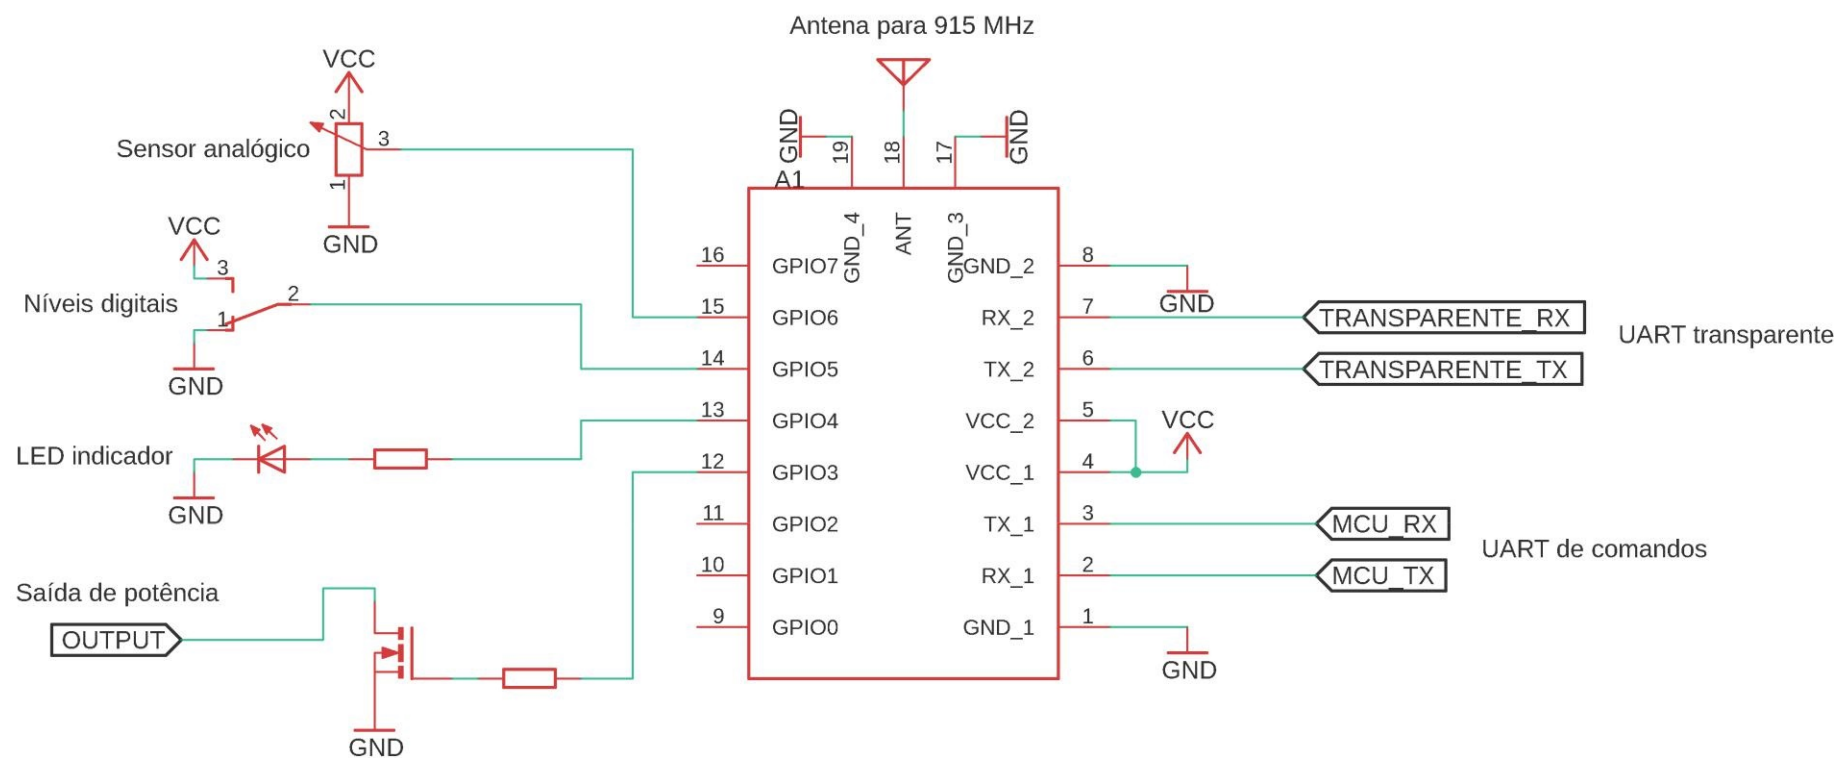 Antena para 915 MHz
VCC
2
Sensor analógico
3
1
GND
VCC
3
Níveis digitais
2
1
GND
LED indicador
GND
Saída de potência
OUTPUT
GND
GND
19
18
17
GND
A1
GND_4
ANT
GND_3
16 GPIO7
15 GPIO6
14 GPIO5
13 GPIO4
12 GPIO3
11 GPIO2
10 GPIO1
9 GPIO0
GND_2 8
GND
RX_2 7 TRANSPARENTE_RX
UART transparente
TX_2 6 TRANSPARENTE_TX
VCC_2 5
VCC
VCC_1 4
TX_1 3 MCU_RX
UART de comandos
RX_1 2 MCU_TX
GND_1 1
GND